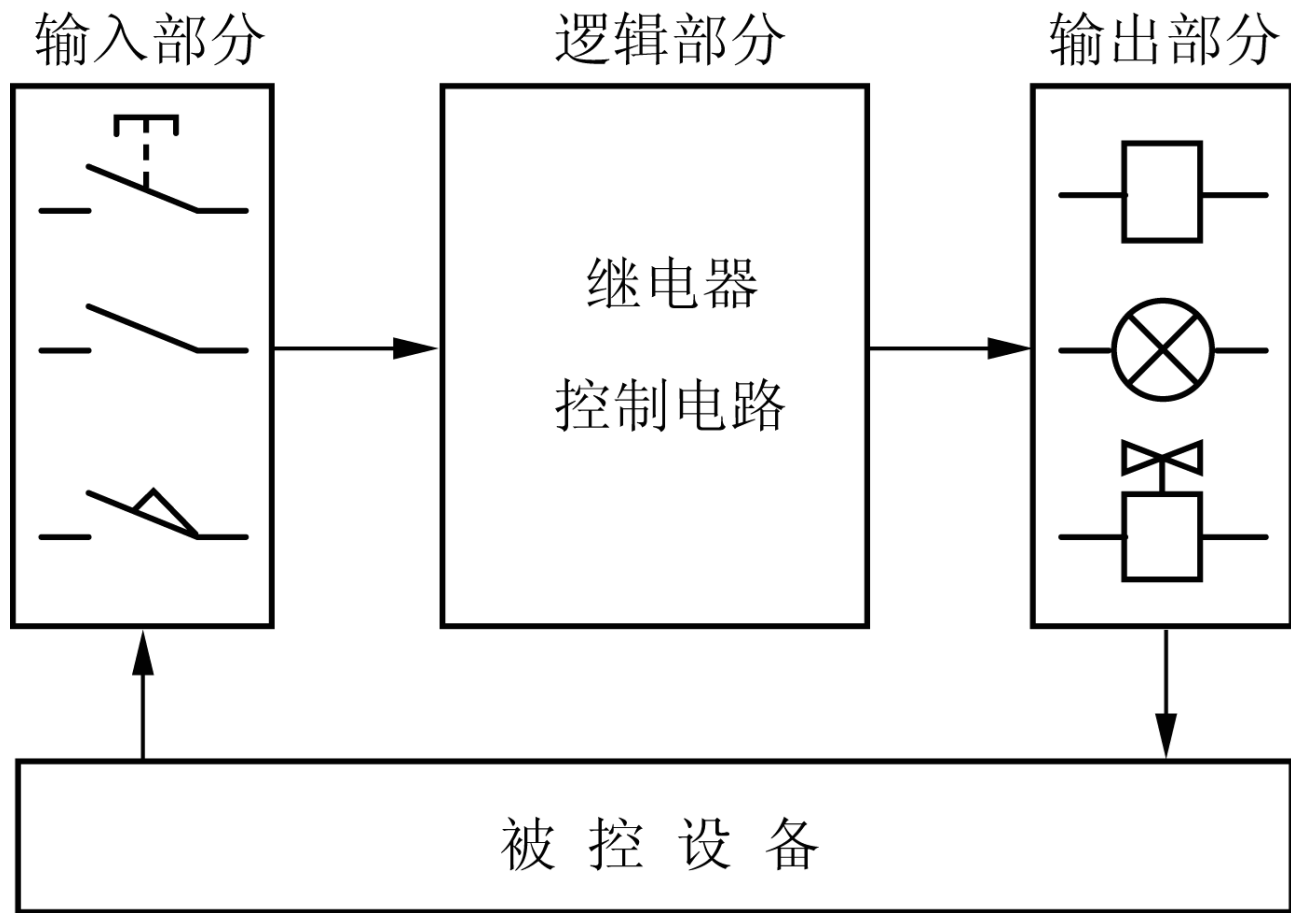 输入部分
逻辑部分
输出部分
继电器
控制电路
被控设备